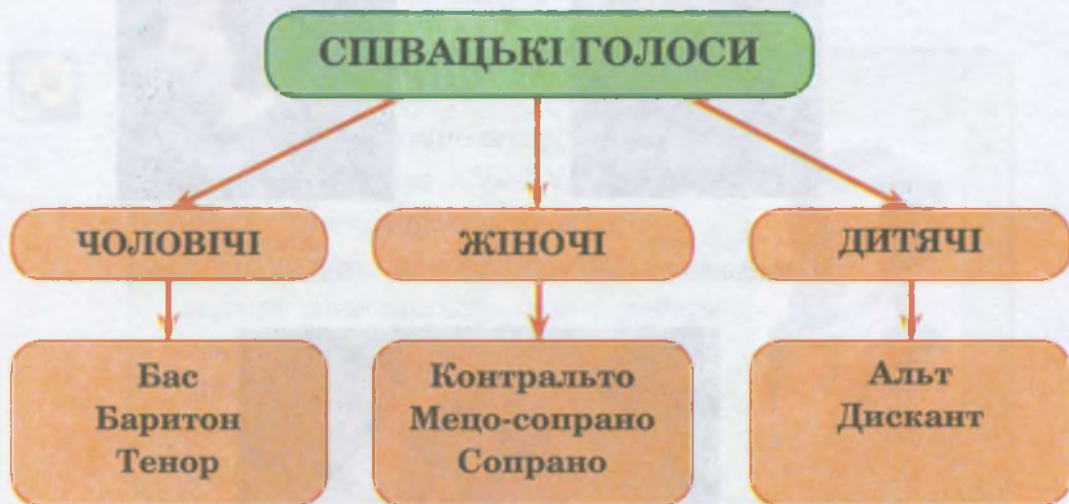 СПІВАЦЬКІ ГОЛОСИ
ЧОЛОВІЧІ
ЖІНОЧІ
ДИТЯЧІ
Бас
Баритон
Тенор
Контральто
Мецо-сопрано
Сопрано
Альт
Дискант